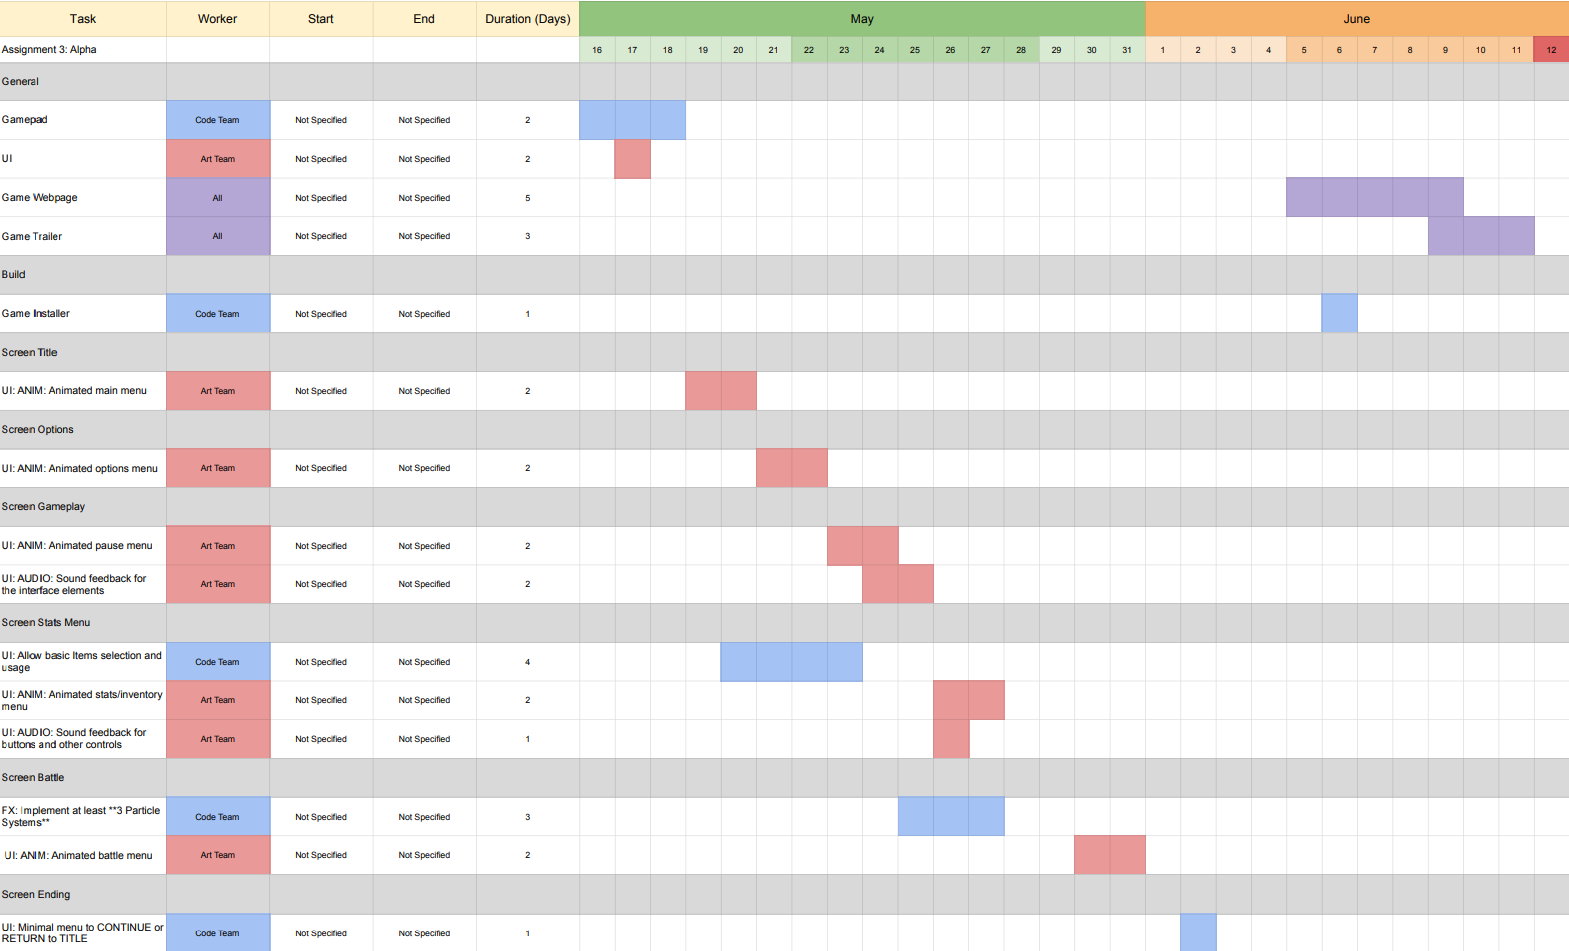 Task Worker Start End Duration (Days) May June
Assignment 3: Alpha 16 17 18 19 20 21 22 23 24 25 26 27 28 29 30 31 1 2 3 4 5 6 7 8 9 10 11 12
General
Gamepad Code Team Not Specified Not Specified 2
UI Art Team Not Specified Not Specified 2
Game Webpage All Not Specified Not Specified 5
Game Trailer All Not Specified Not Specified 3
Build
Game Installer Code Team Not Specified Not Specified 1
Screen Title
UI: ANIM: Animated main menu Art Team Not Specified Not Specified 2
Screen Options
UI: ANIM: Animated options menu Art Team Not Specified Not Specified 2
Screen Gameplay
UI: ANIM: Animated pause menu Art Team Not Specified Not Specified 2
UI: AUDIO: Sound feedback for
the interface elements Art Team Not Specified Not Specified 2
Screen Stats Menu
UI: Allow basic Items selection and
usage Code Team Not Specified Not Specified 4
UI: ANIM: Animated stats/inventory
menu Art Team Not Specified Not Specified 2
UI: AUDIO: Sound feedback for
buttons and other controls Art Team Not Specified Not Specified 1
Screen Battle
FX: Implement at least **3 Particle
Systems** Code Team Not Specified Not Specified 3
UI: ANIM: Animated battle menu Art Team Not Specified Not Specified 2
Screen Ending
UI: Minimal menu to CONTINUE or
RETURN to TITLE Code Team Not Specified Not Specified 1